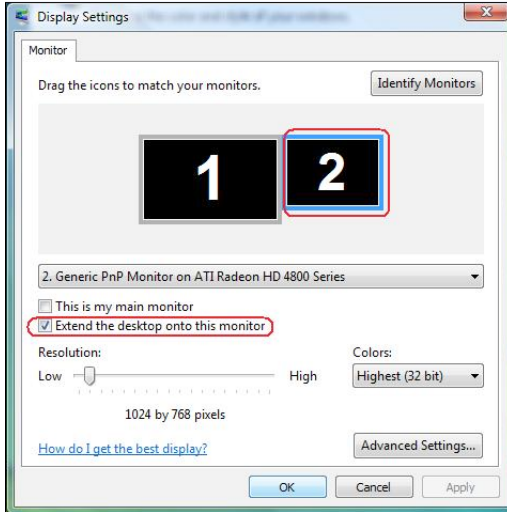 Display Settings
Monitor
Drag the icons to match your monitors.
Identify Monitors
1 2
2. Generic PnP Monitor on ATI Radeon HD 4800 Series
This is my main monitor
Extend the desktop onto this monitor
Resolution: Colors:
Low High Highest (32 bit)
1024 by 768 pixels
How do I get the best display? Advanced Settings...
OK Cancel Apply